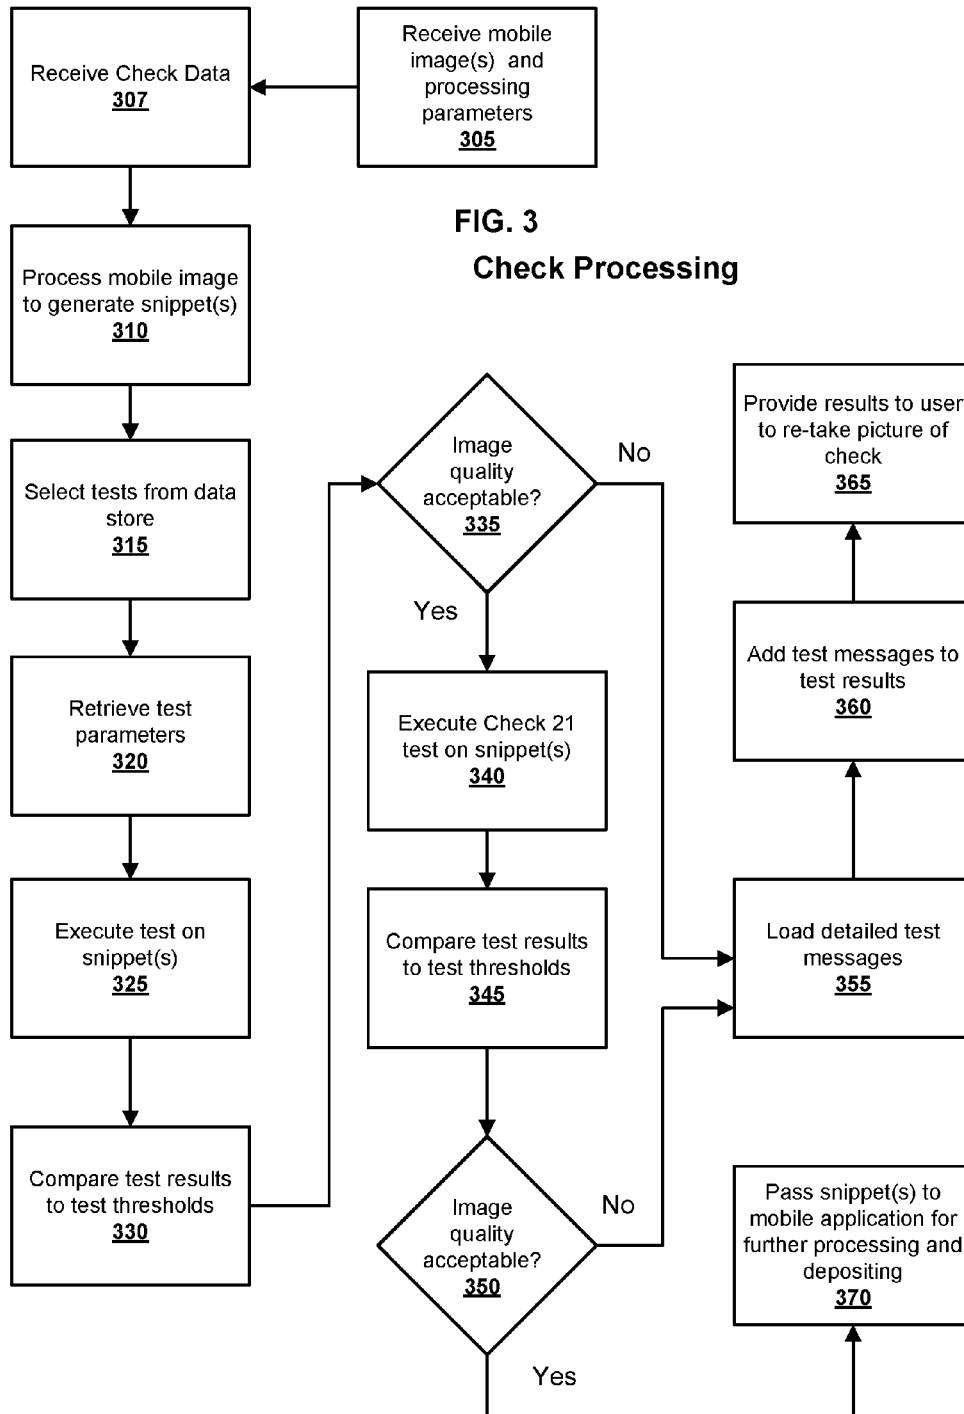 Receive Check Data
307
Receive mobile
image(s) and
processing
parameters
305
FIG. 3
Check Processing
Process mobile image
to generate snippet(s)
310
Select tests from data
store
315
Retrieve test
parameters
320
Execute test on
snippet(s)
325
Compare test results
to test thresholds
330
Image
quality
acceptable?
335
No
Yes
Execute Check 21
test on snippet(s)
340
Compare test results
to test thresholds
345
Image
quality
acceptable?
350
No
Yes
Provide results to user
to re-take picture of
check
365
Add test messages to
test results
360
Load detailed test
messages
355
Pass snippet(s) to
mobile application for
further processing and
depositing
370